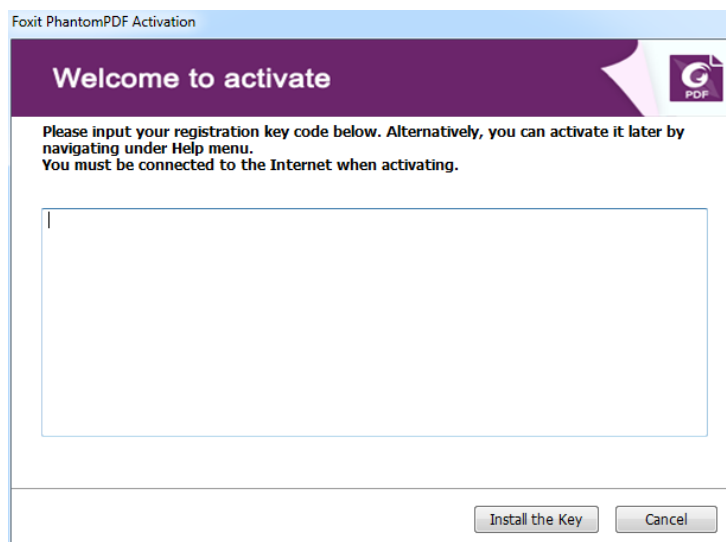 Foxit PhantomPDF Activation
Welcome to activate
PDF
Please input your registration key code below. Alternatively, you can activate it later by
navigating under Help menu.
You must be connected to the Internet when activating.
Install the Key
Cancel